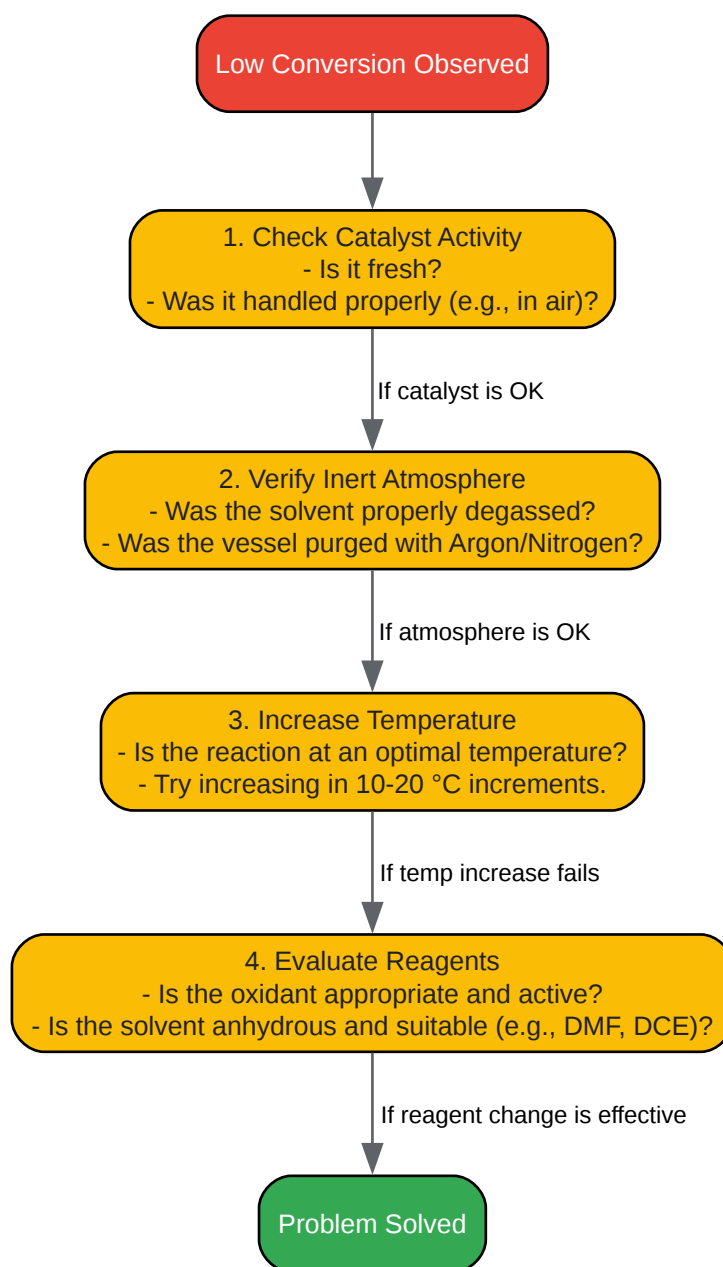 Low Conversion Observed
1. Check Catalyst Activity
- Is it fresh?
- Was it handled properly (e.g., in air)?
If catalyst is OK
2. Verify Inert Atmosphere
- Was the solvent properly degassed?
- Was the vessel purged with Argon/Nitrogen?
If atmosphere is OK
3. Increase Temperature
- Is the reaction at an optimal temperature?
- Try increasing in 10-20 °C increments.
If temp increase fails
4. Evaluate Reagents
- Is the oxidant appropriate and active?
- Is the solvent anhydrous and suitable (e.g., DMF, DCE)?
If reagent change is effective
Problem Solved